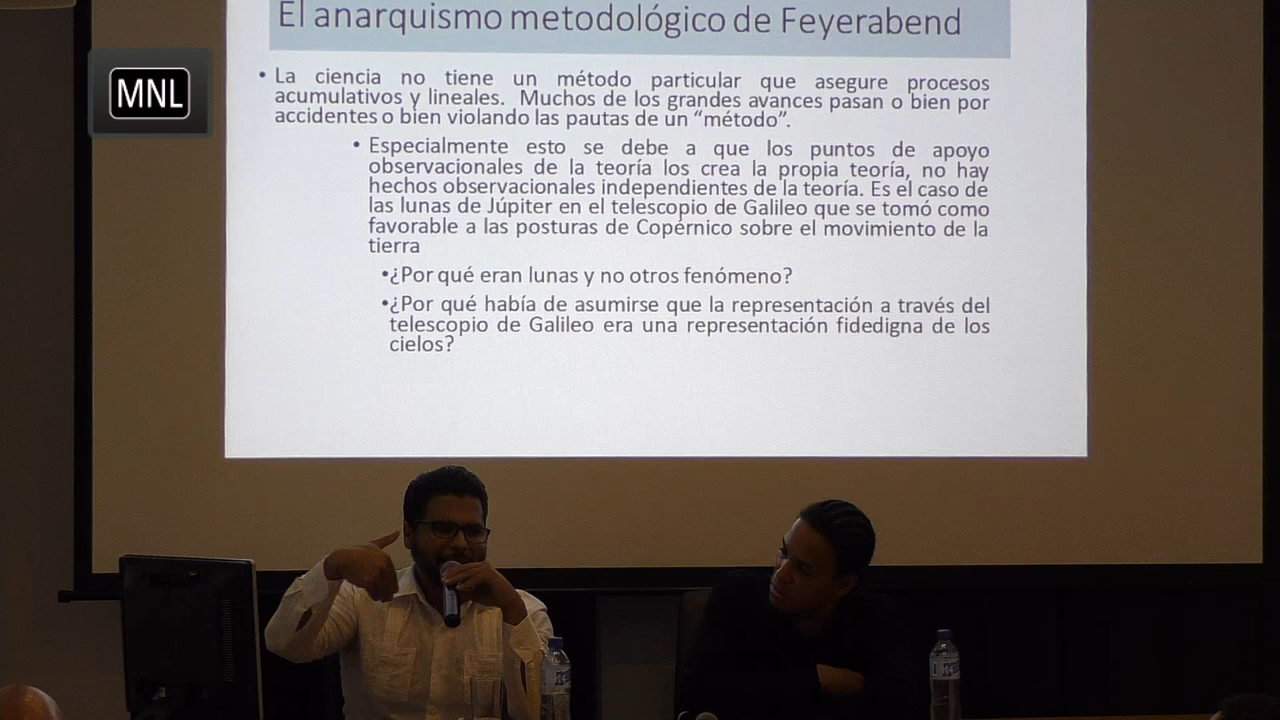 El anarquismo metodológico de Feyerabend
MNL
• La ciencia no tiene un método particular que asegure procesos
acumulativos y lineales. Muchos de los grandes avances pasan o bien por
accidentes o bien violando las pautas de un “método”.
• Especialmente esto se debe a que los puntos de apoyo
observacionales de la teoría los crea la propia teoría, no hay
hechos observacionales independientes de la teoría. Es el caso de
las lunas de Júpiter en el telescopio de Galileo que se tomó como
favorable a las posturas de Copérnico sobre el movimiento de la
tierra
•¿Por qué eran lunas y no otros fenómeno?
•¿Por qué había de asumirse que la representación a través del
telescopio de Galileo era una representación fidedigna de los
cielos?